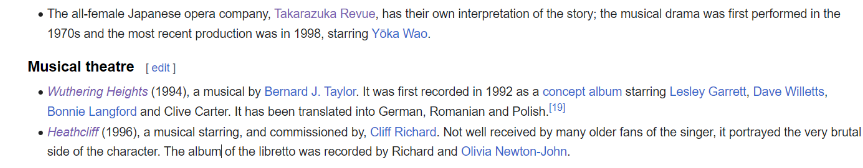 • The all-female Japanese opera company, Takarazuka Revue, has their own interpretation of the story; the musical drama was first performed in the
1970s and the most recent production was in 1998, starring Yōka Wao.
Musical theatre [ edit ]
• Wuthering Heights (1994), a musical by Bernard J. Taylor. It was first recorded in 1992 as a concept album starring Lesley Garrett, Dave Willetts,
Bonnie Langford and Clive Carter. It has been translated into German, Romanian and Polish.[19]
• Heathcliff (1996), a musical starring, and commissioned by, Cliff Richard. Not well received by many older fans of the singer, it portrayed the very brutal
side of the character. The album of the libretto was recorded by Richard and Olivia Newton-John.